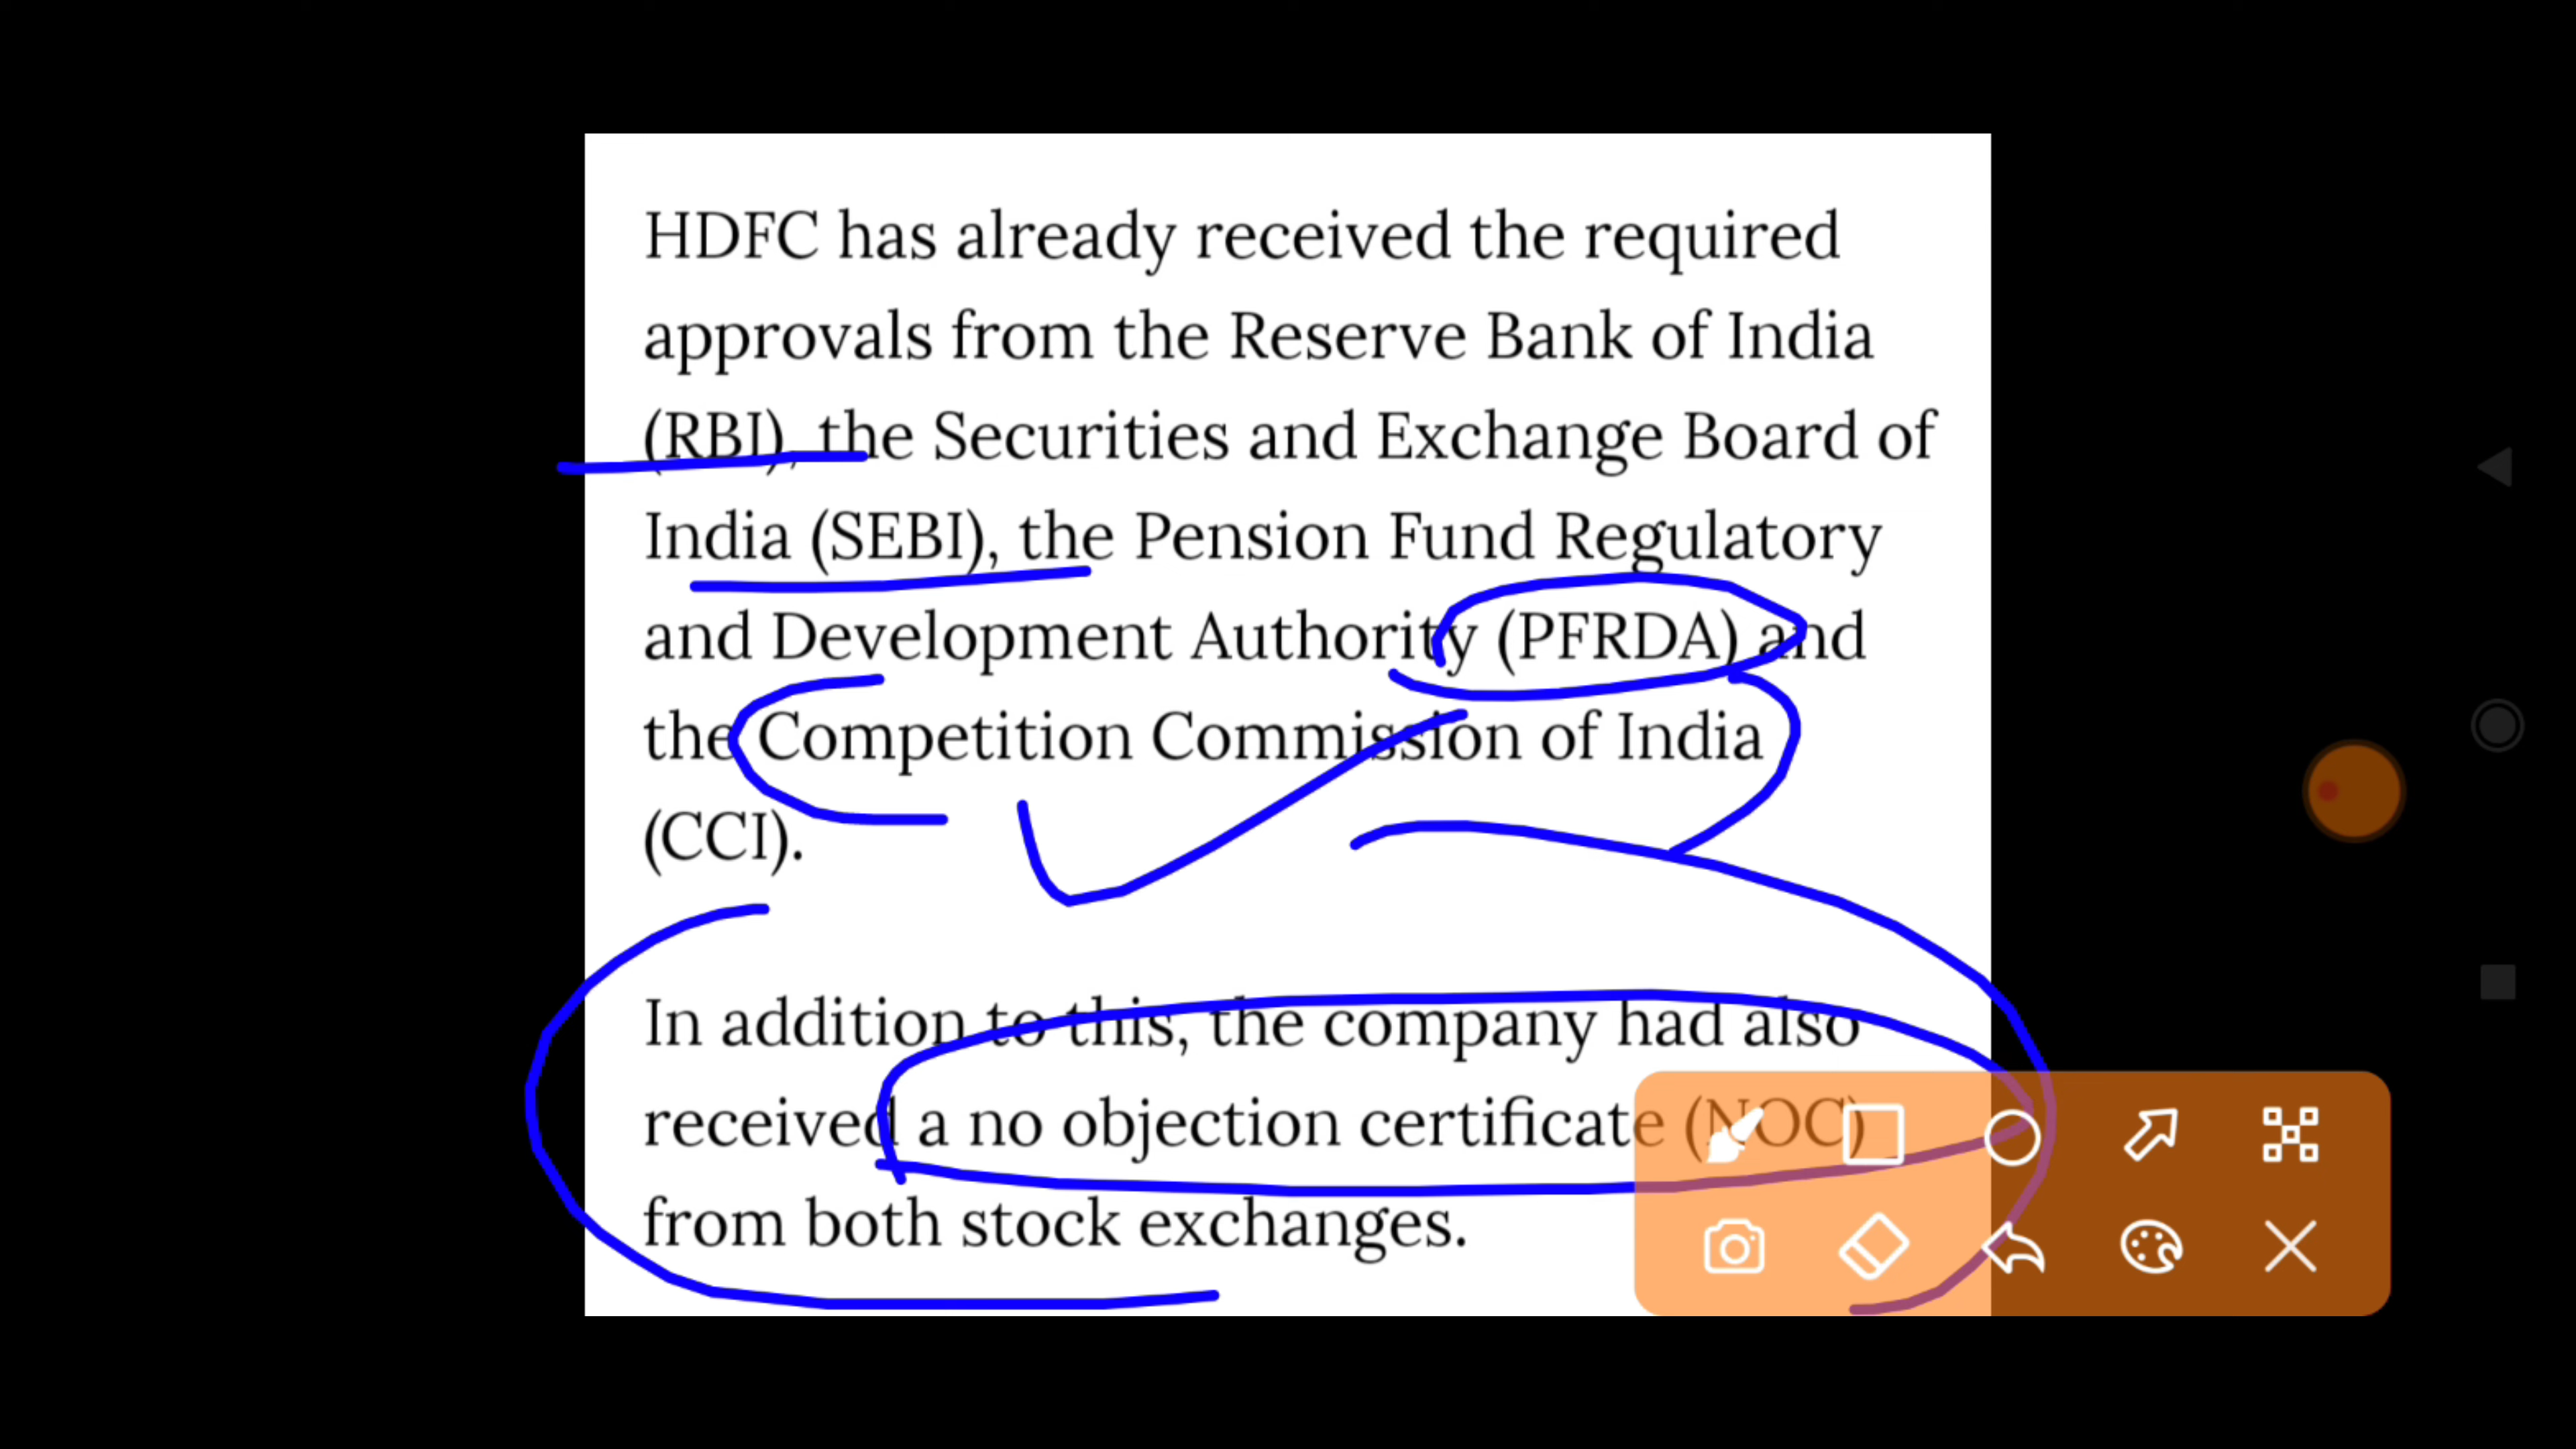 HDFC has already received the required
approvals from the Reserve Bank of India
(RBI), the Securities and Exchange Board of
India (SEBI), the Pension Fund Regulatory
and Development Authority (PFRDA) and
the Competition Commission of India
(CCI).
In addition to this, the company had also
received a no objection certificate (NOC)
from both stock exchanges.